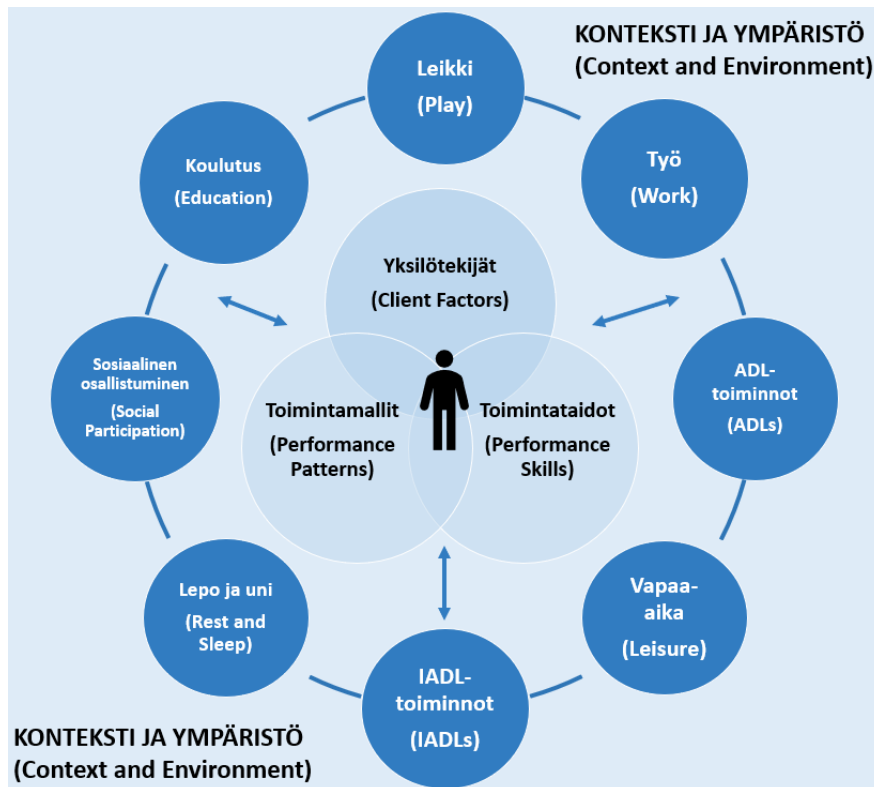 KONTEKSTI JA YMPÄRISTÖ
(Context and Environment)
Leikki
(Play)
Työ
(Work)
ADL-
toiminnot
(ADLs)
Vapaa-
aika
(Leisure)
IADL-
toiminnot
(IADLs)
Lepo ja uni
(Rest and
Sleep)
Sosiaalinen
osallistuminen
(Social
Participation)
Koulutus
(Education)
Yksilötekijät
(Client Factors)
Toimintamallit
(Performance
Patterns)
Toimintataidot
(Performance
Skills)
KONTEKSTI JA YMPÄRISTÖ
(Context and Environment)